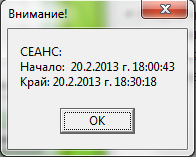 Внимание!
СЕАНС:
Начало: 20.2.2013 г. 18:00:43
Край: 20.2.2013 г. 18:30:18
OK